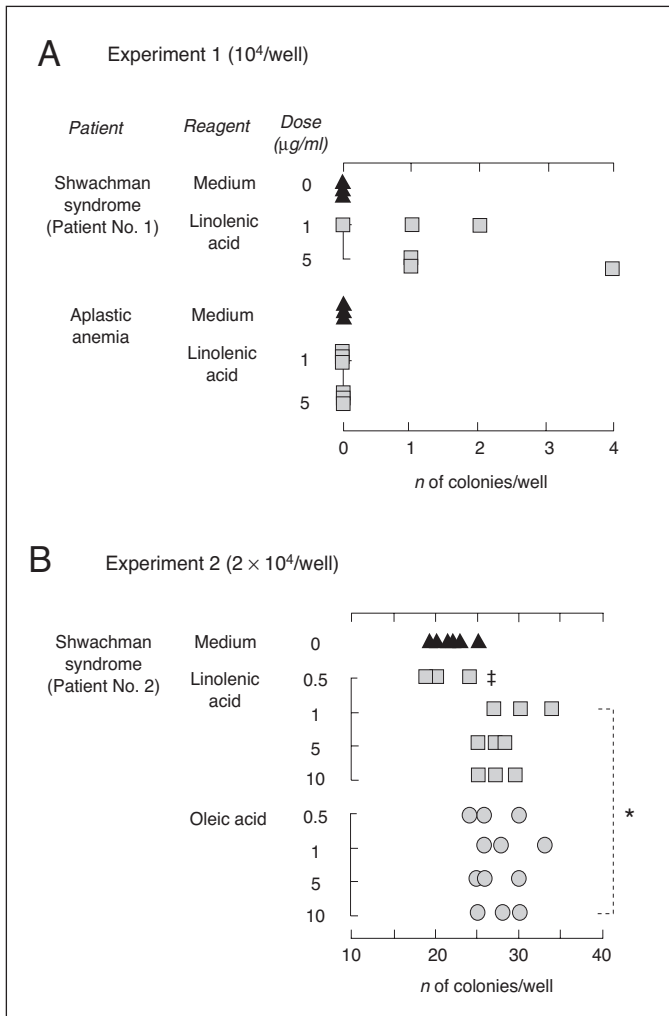 A Experiment 1 (10⁴/well)
Patient Reagent Dose
(μg/ml)
Shwachman Medium 0
syndrome
(Patient No. 1) Linolenic 1
acid
5
Aplastic Medium
anemia
Linolenic 1
acid
5
0 1 2 3 4
n of colonies/well
B Experiment 2 (2 × 10⁴/well)
Shwachman Medium 0
syndrome
(Patient No. 2) Linolenic 0.5 ‡
acid 1
5
10
*
Oleic acid 0.5
1
5
10
10 20 30 40
n of colonies/well